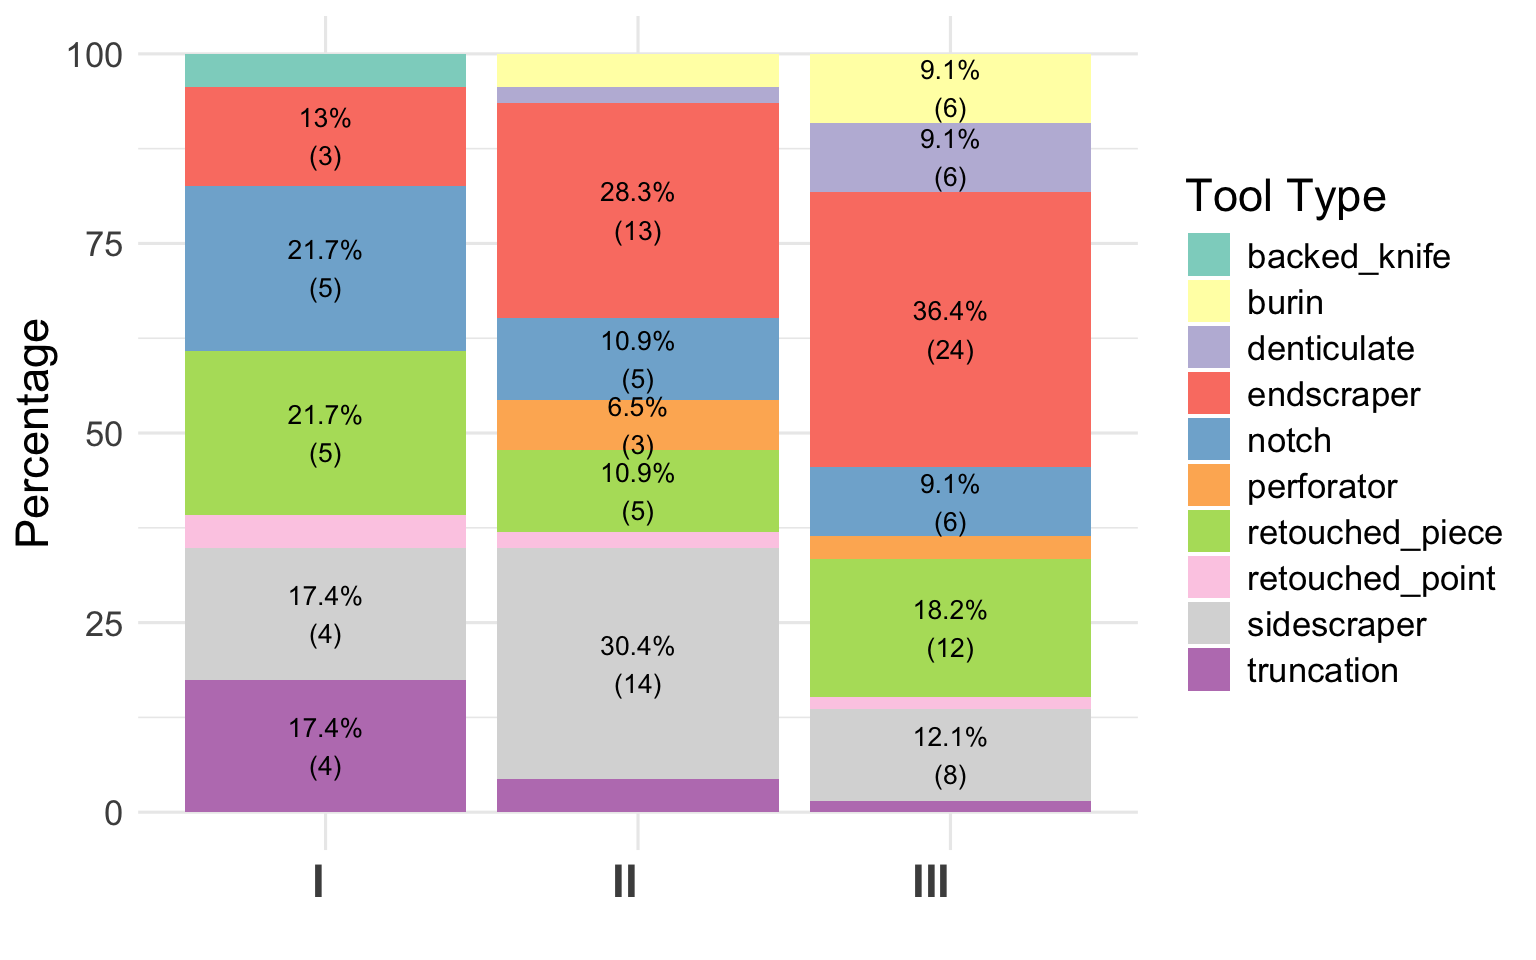 100
75
50
25
0
Percentage
13%
(3)
21.7%
(5)
21.7%
(5)
17.4%
(4)
17.4%
(4)
28.3%
(13)
10.9%
(5)
6.5%
(3)
10.9%
(5)
30.4%
(14)
9.1%
(6)
9.1%
(6)
36.4%
(24)
9.1%
(6)
18.2%
(12)
12.1%
(8)
I
II
III
Tool Type
backed_knife
burin
denticulate
endscraper
notch
perforator
retouched_piece
retouched_point
sidescraper
truncation